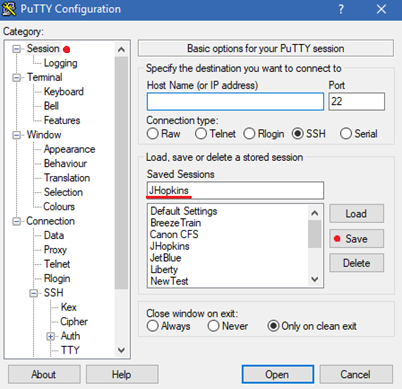 PuTTY Configuration
?
Category:
Session
Logging
Terminal
Keyboard
Bell
Features
Window
Appearance
Behaviour
Translation
Selection
Colours
Connection
Data
Proxy
Telnet
Rlogin
SSH
Kex
Cipher
Auth
TTY
Basic options for your PuTTY session
Specify the destination you want to connect to
Host Name (or IP address) Port
22
Connection type:
Raw Telnet Rlogin SSH Serial
Load, save or delete a stored session
Saved Sessions
JHopkins
Default Settings
BreezeTrain
Canon CFS
JHopkins
JetBlue
Liberty
NewTest
Load
Save
Delete
Close window on exit:
Always Never Only on clean exit
About Help Open Cancel